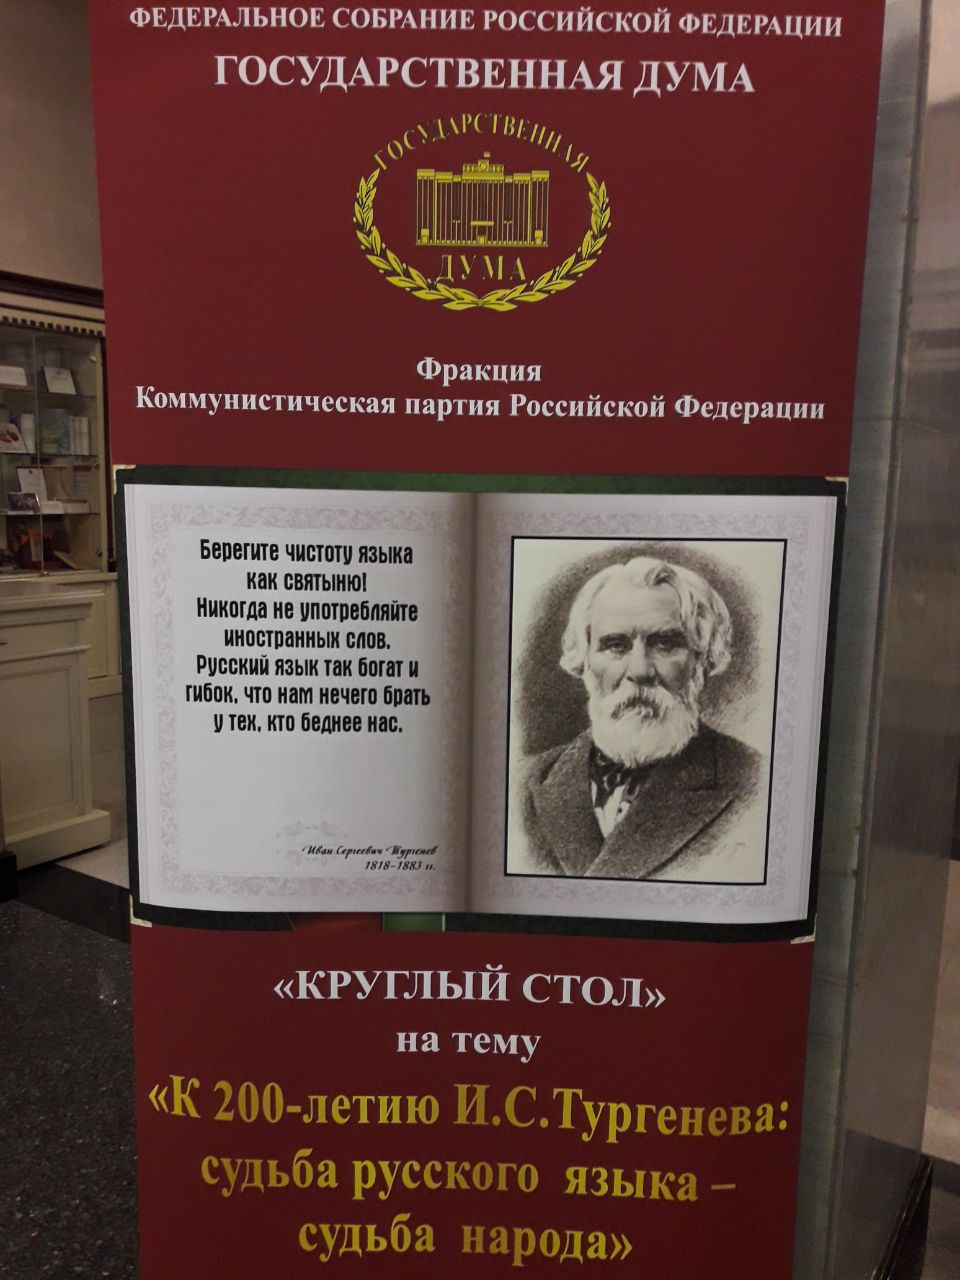 ФЕДЕРАЛЬНОЕ СОБРАНИЕ РОССИЙСКОЙ ФЕДЕРАЦИИ
ГОСУДАРСТВЕННАЯ ДУМА
ГОСУДАРСТВЕННАЯ
ДУМА
Фракция
Коммунистическая партия Российской Федерации
Берегите чистоту языка
как святыню!
Никогда не употребляйте
иностранных слов.
Русский язык так богат и
гибок, что нам нечего брать
у тех, кто беднее нас.
Иван Сергеевич Тургенев
1818–1883 гг.
«КРУГЛЫЙ СТОЛ»
на тему
«К 200-летию И.С.Тургенева:
судьба русского языка –
судьба народа»